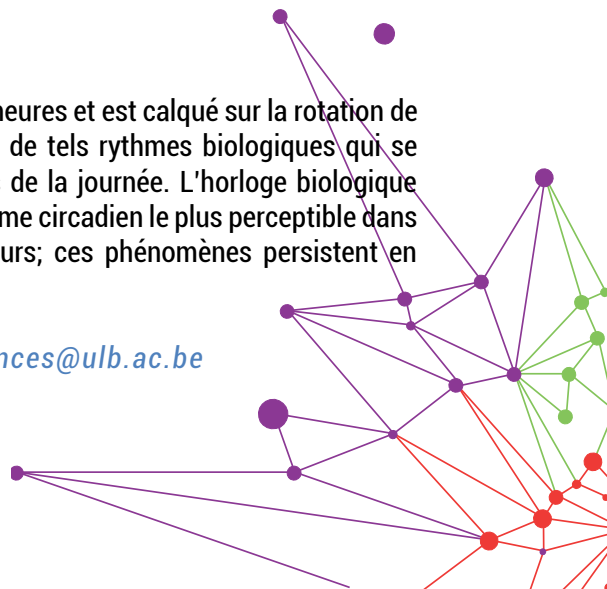 heures et est calqué sur la rotation de
de tels rythmes biologiques qui se
de la journée. L'horloge biologique
me circadien le plus perceptible dans
urs; ces phénomènes persistent en
nces@ulb.ac.be